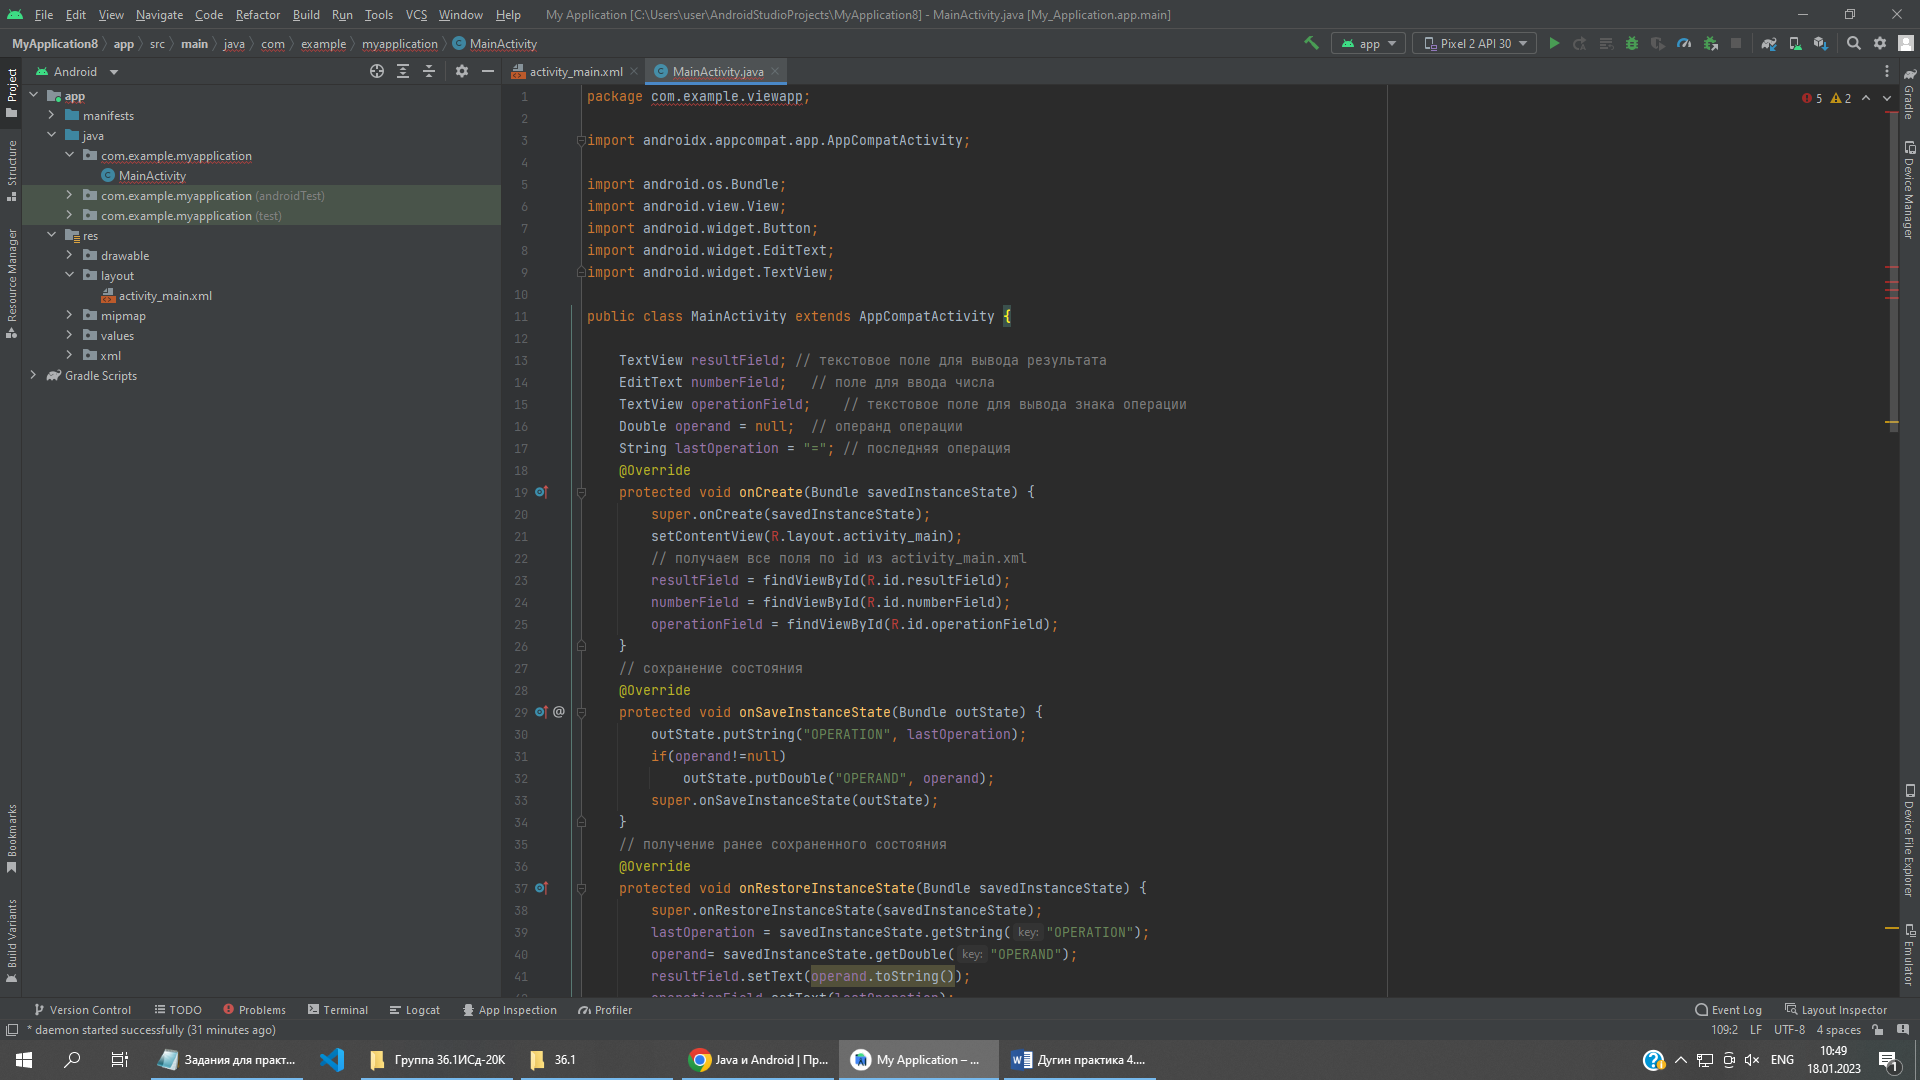 File Edit View Navigate Code Refactor Build Run Tools VCS Window Help My Application [C:\Users\user\AndroidStudioProjects\MyApplication8] - MainActivity.java [My_Application.app.main]
MyApplication8 app src main java com example myapplication MainActivity app Pixel 2 API 30
Project Android activity_main.xml MainActivity.java
app
manifests
java
com.example.myapplication
MainActivity
com.example.myapplication (androidTest)
com.example.myapplication (test)
res
drawable
layout
activity_main.xml
mipmap
values
xml
Gradle Scripts
Structure
Resource Manager
Bookmarks
Build Variants
5 2
1 package com.example.viewapp;
2
3 import androidx.appcompat.app.AppCompatActivity;
4
5 import android.os.Bundle;
6 import android.view.View;
7 import android.widget.Button;
8 import android.widget.EditText;
9 import android.widget.TextView;
10
11 public class MainActivity extends AppCompatActivity {
12
13 TextView resultField; // текстовое поле для вывода результата
14 EditText numberField; // поле для ввода числа
15 TextView operationField; // текстовое поле для вывода знака операции
16 Double operand = null; // операнд операции
17 String lastOperation = "="; // последняя операция
18 @Override
19 protected void onCreate(Bundle savedInstanceState) {
20 super.onCreate(savedInstanceState);
21 setContentView(R.layout.activity_main);
22 // получаем все поля по id из activity_main.xml
23 resultField = findViewById(R.id.resultField);
24 numberField = findViewById(R.id.numberField);
25 operationField = findViewById(R.id.operationField);
26 }
27 // сохранение состояния
28 @Override
29 @ protected void onSaveInstanceState(Bundle outState) {
30 outState.putString("OPERATION", lastOperation);
31 if(operand!=null)
32 outState.putDouble("OPERAND", operand);
33 super.onSaveInstanceState(outState);
34 }
35 // получение ранее сохраненного состояния
36 @Override
37 protected void onRestoreInstanceState(Bundle savedInstanceState) {
38 super.onRestoreInstanceState(savedInstanceState);
39 lastOperation = savedInstanceState.getString( key: "OPERATION");
40 operand= savedInstanceState.getDouble( key: "OPERAND");
41 resultField.setText(operand.toString());
operationField.setText(lastOperation);
Gradle
Device Manager
Device File Explorer
Emulator
Version Control TODO Problems Terminal Logcat App Inspection Profiler Event Log Layout Inspector
* daemon started successfully (31 minutes ago) 109:2 LF UTF-8 4 spaces
Задания для практ... Группа 36.1ИСд-20К 36.1 Java и Android | Пр... My Application – ... Дугин практика 4.... ENG 10:49
18.01.2023 1